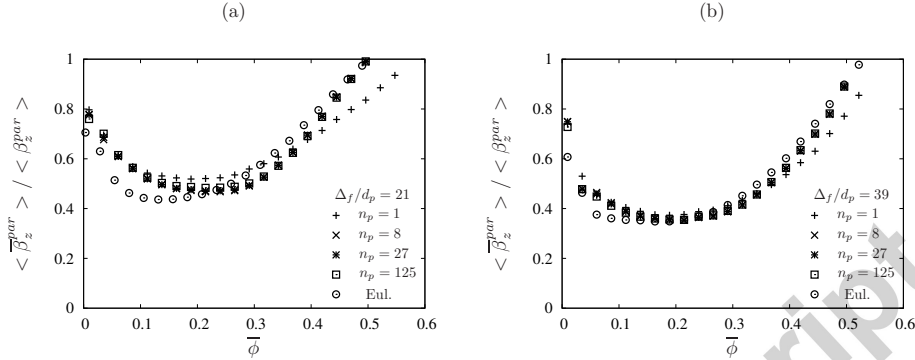 (a)
1
0.8
0.6
0.4
0.2
0
0 0.1 0.2 0.3 0.4 0.5 0.6
< β̅_z^{par} > / < β_z^{par} >
ϕ̅
Δ_f/d_p = 21
n_p = 1
n_p = 8
n_p = 27
n_p = 125
Eul.
(b)
1
0.8
0.6
0.4
0.2
0
0 0.1 0.2 0.3 0.4 0.5 0.6
< β̅_z^{par} > / < β_z^{par} >
ϕ̅
Δ_f/d_p = 39
n_p = 1
n_p = 8
n_p = 27
n_p = 125
Eul.
ript